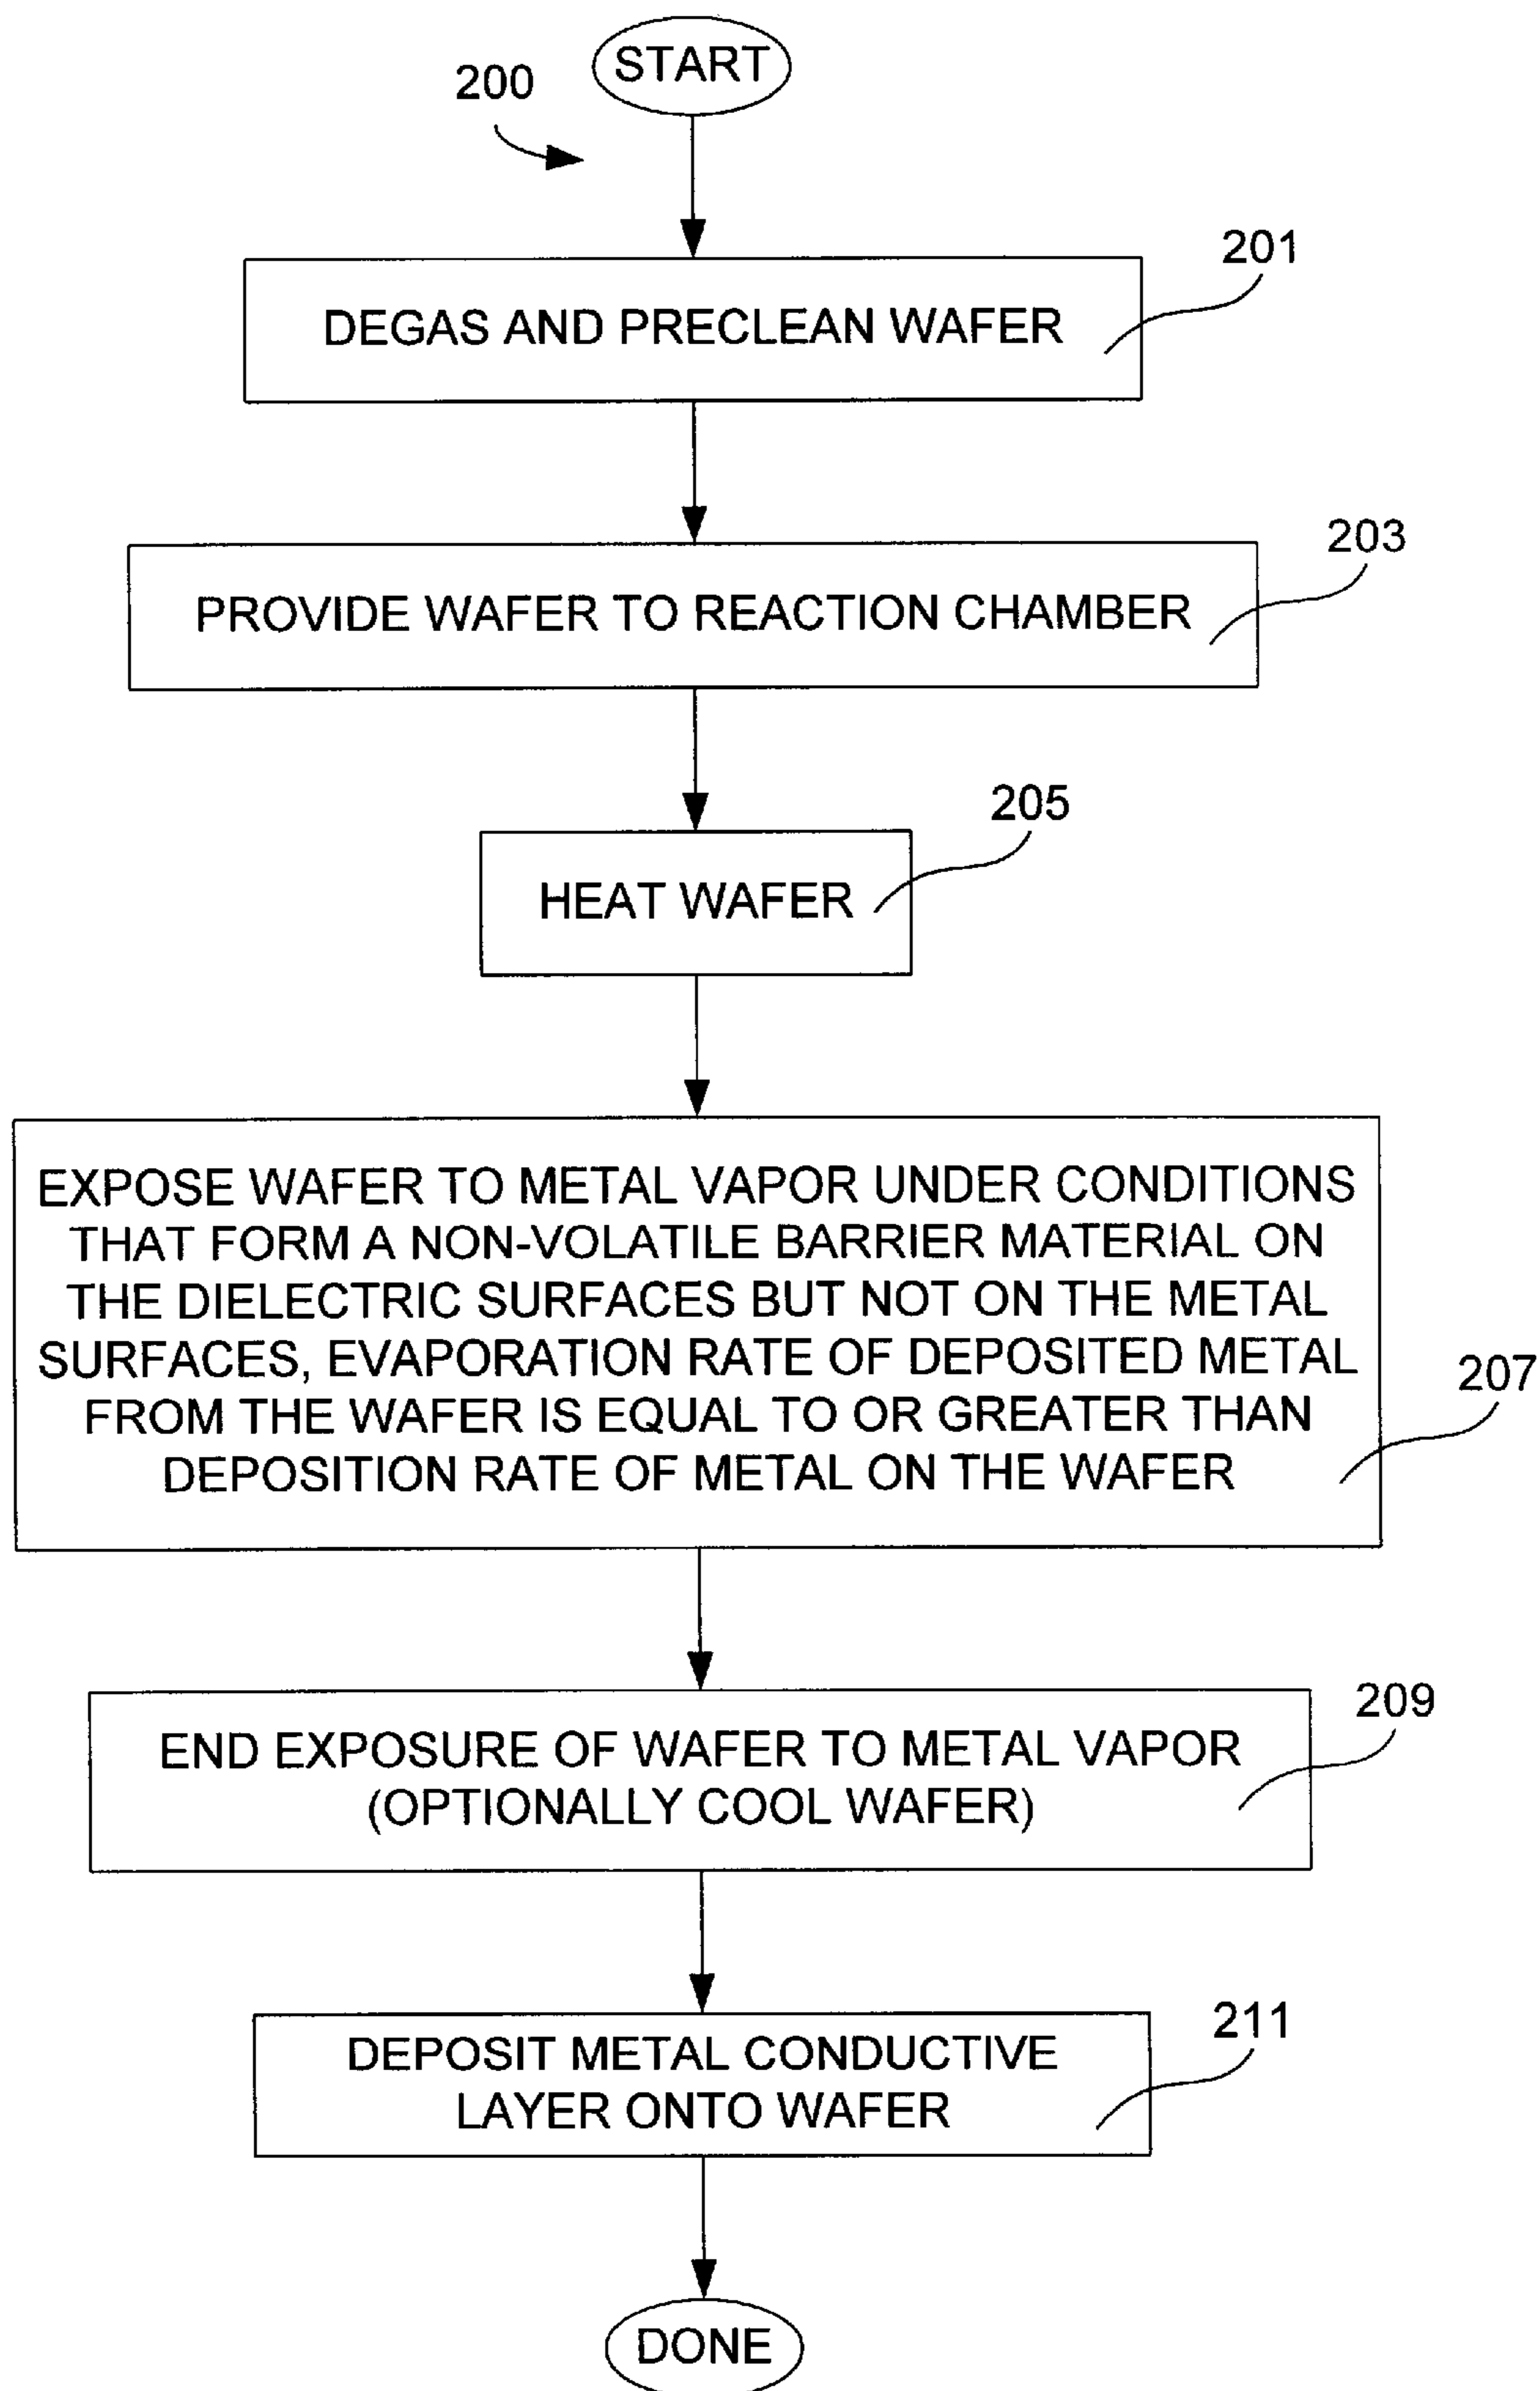 START
200
201
DEGAS AND PRECLEAN WAFER
203
PROVIDE WAFER TO REACTION CHAMBER
205
HEAT WAFER
EXPOSE WAFER TO METAL VAPOR UNDER CONDITIONS
THAT FORM A NON-VOLATILE BARRIER MATERIAL ON
THE DIELECTRIC SURFACES BUT NOT ON THE METAL
SURFACES, EVAPORATION RATE OF DEPOSITED METAL
FROM THE WAFER IS EQUAL TO OR GREATER THAN
DEPOSITION RATE OF METAL ON THE WAFER
207
209
END EXPOSURE OF WAFER TO METAL VAPOR
(OPTIONALLY COOL WAFER)
211
DEPOSIT METAL CONDUCTIVE
LAYER ONTO WAFER
DONE